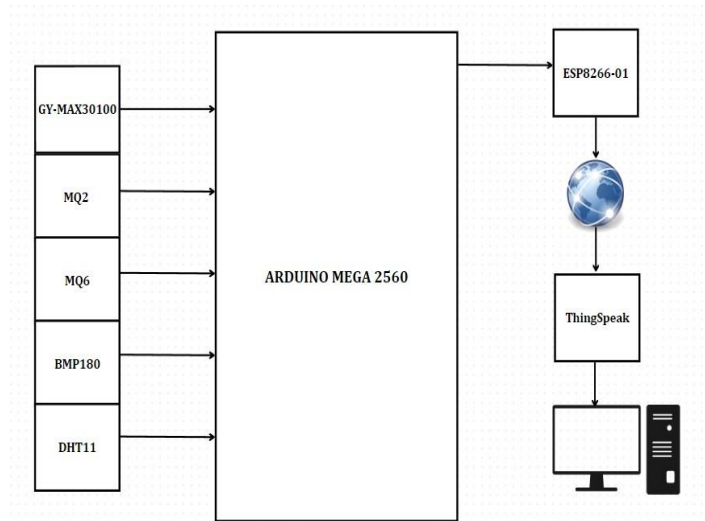 GY-MAX30100
MQ2
MQ6
BMP180
DHT11
ARDUINO MEGA 2560
ESP8266-01
ThingSpeak